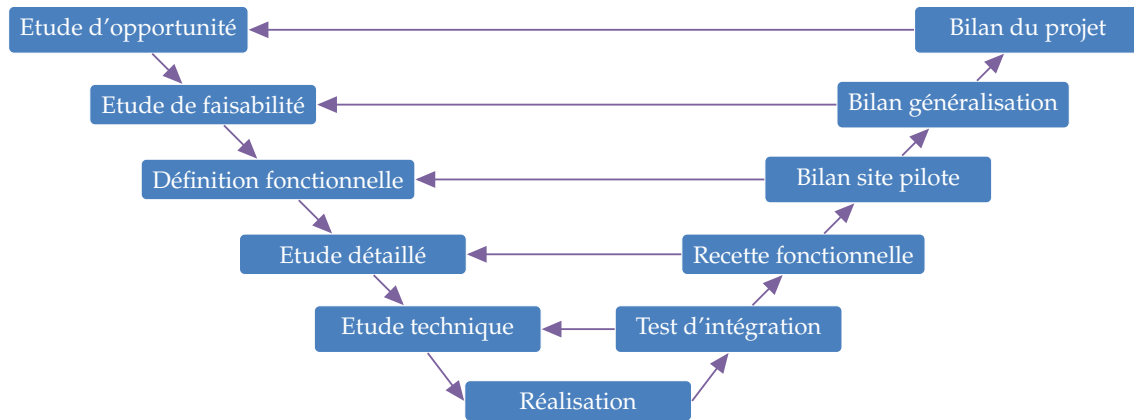 Etude d’opportunité
Bilan du projet
Etude de faisabilité
Bilan généralisation
Définition fonctionnelle
Bilan site pilote
Etude détaillé
Recette fonctionnelle
Etude technique
Test d’intégration
Réalisation